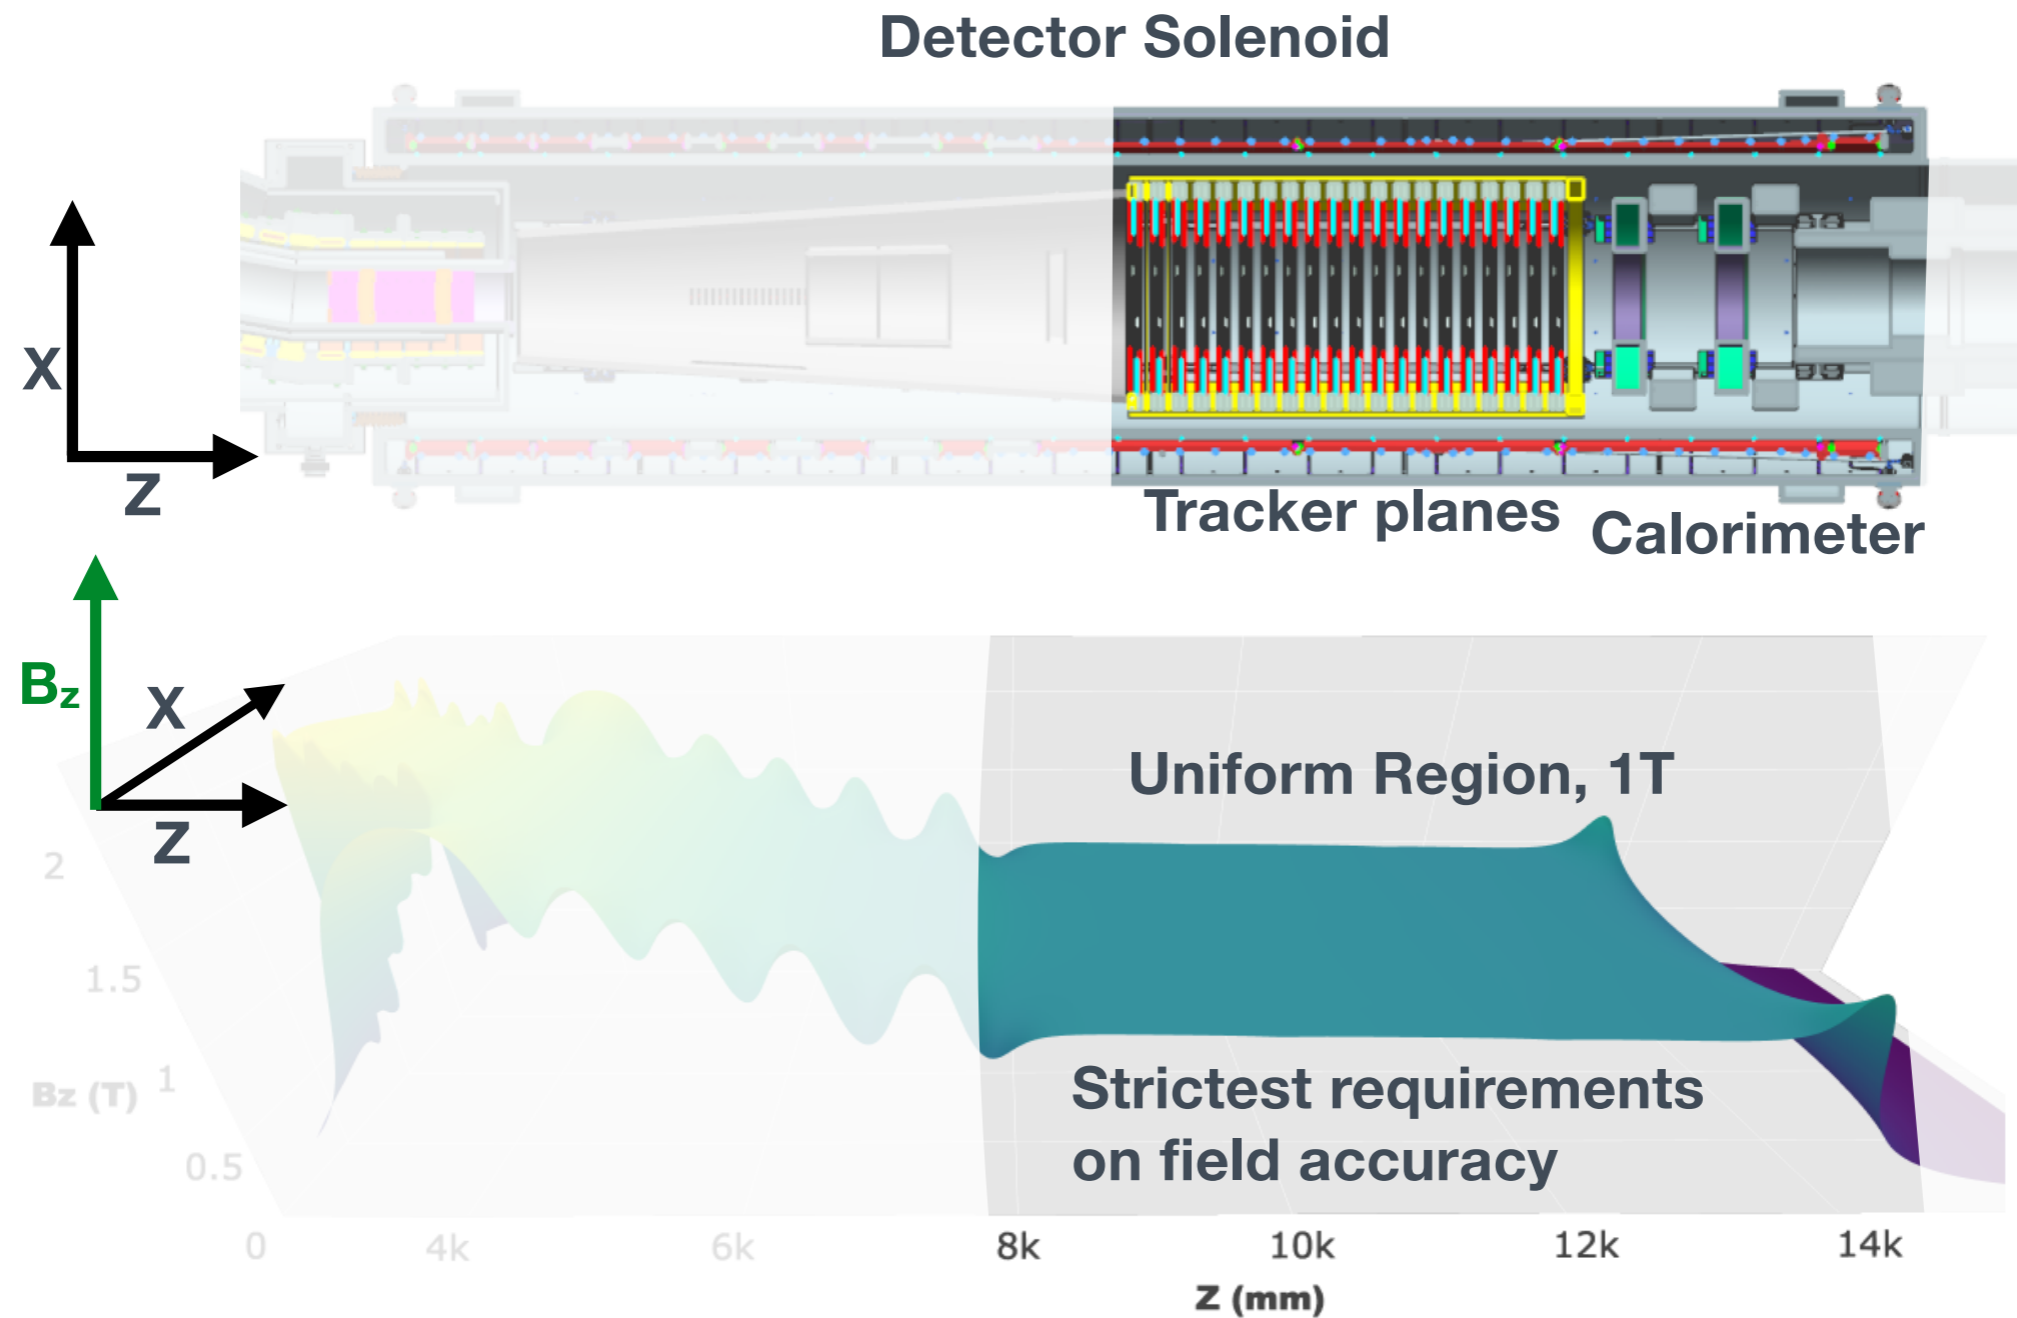 Detector Solenoid
X
Z
Tracker planes
Calorimeter
Bz
X
Z
Uniform Region, 1T
Strictest requirements
on field accuracy
2
1.5
1
Bz (T)
0.5
0 4k 6k 8k 10k 12k 14k
Z (mm)